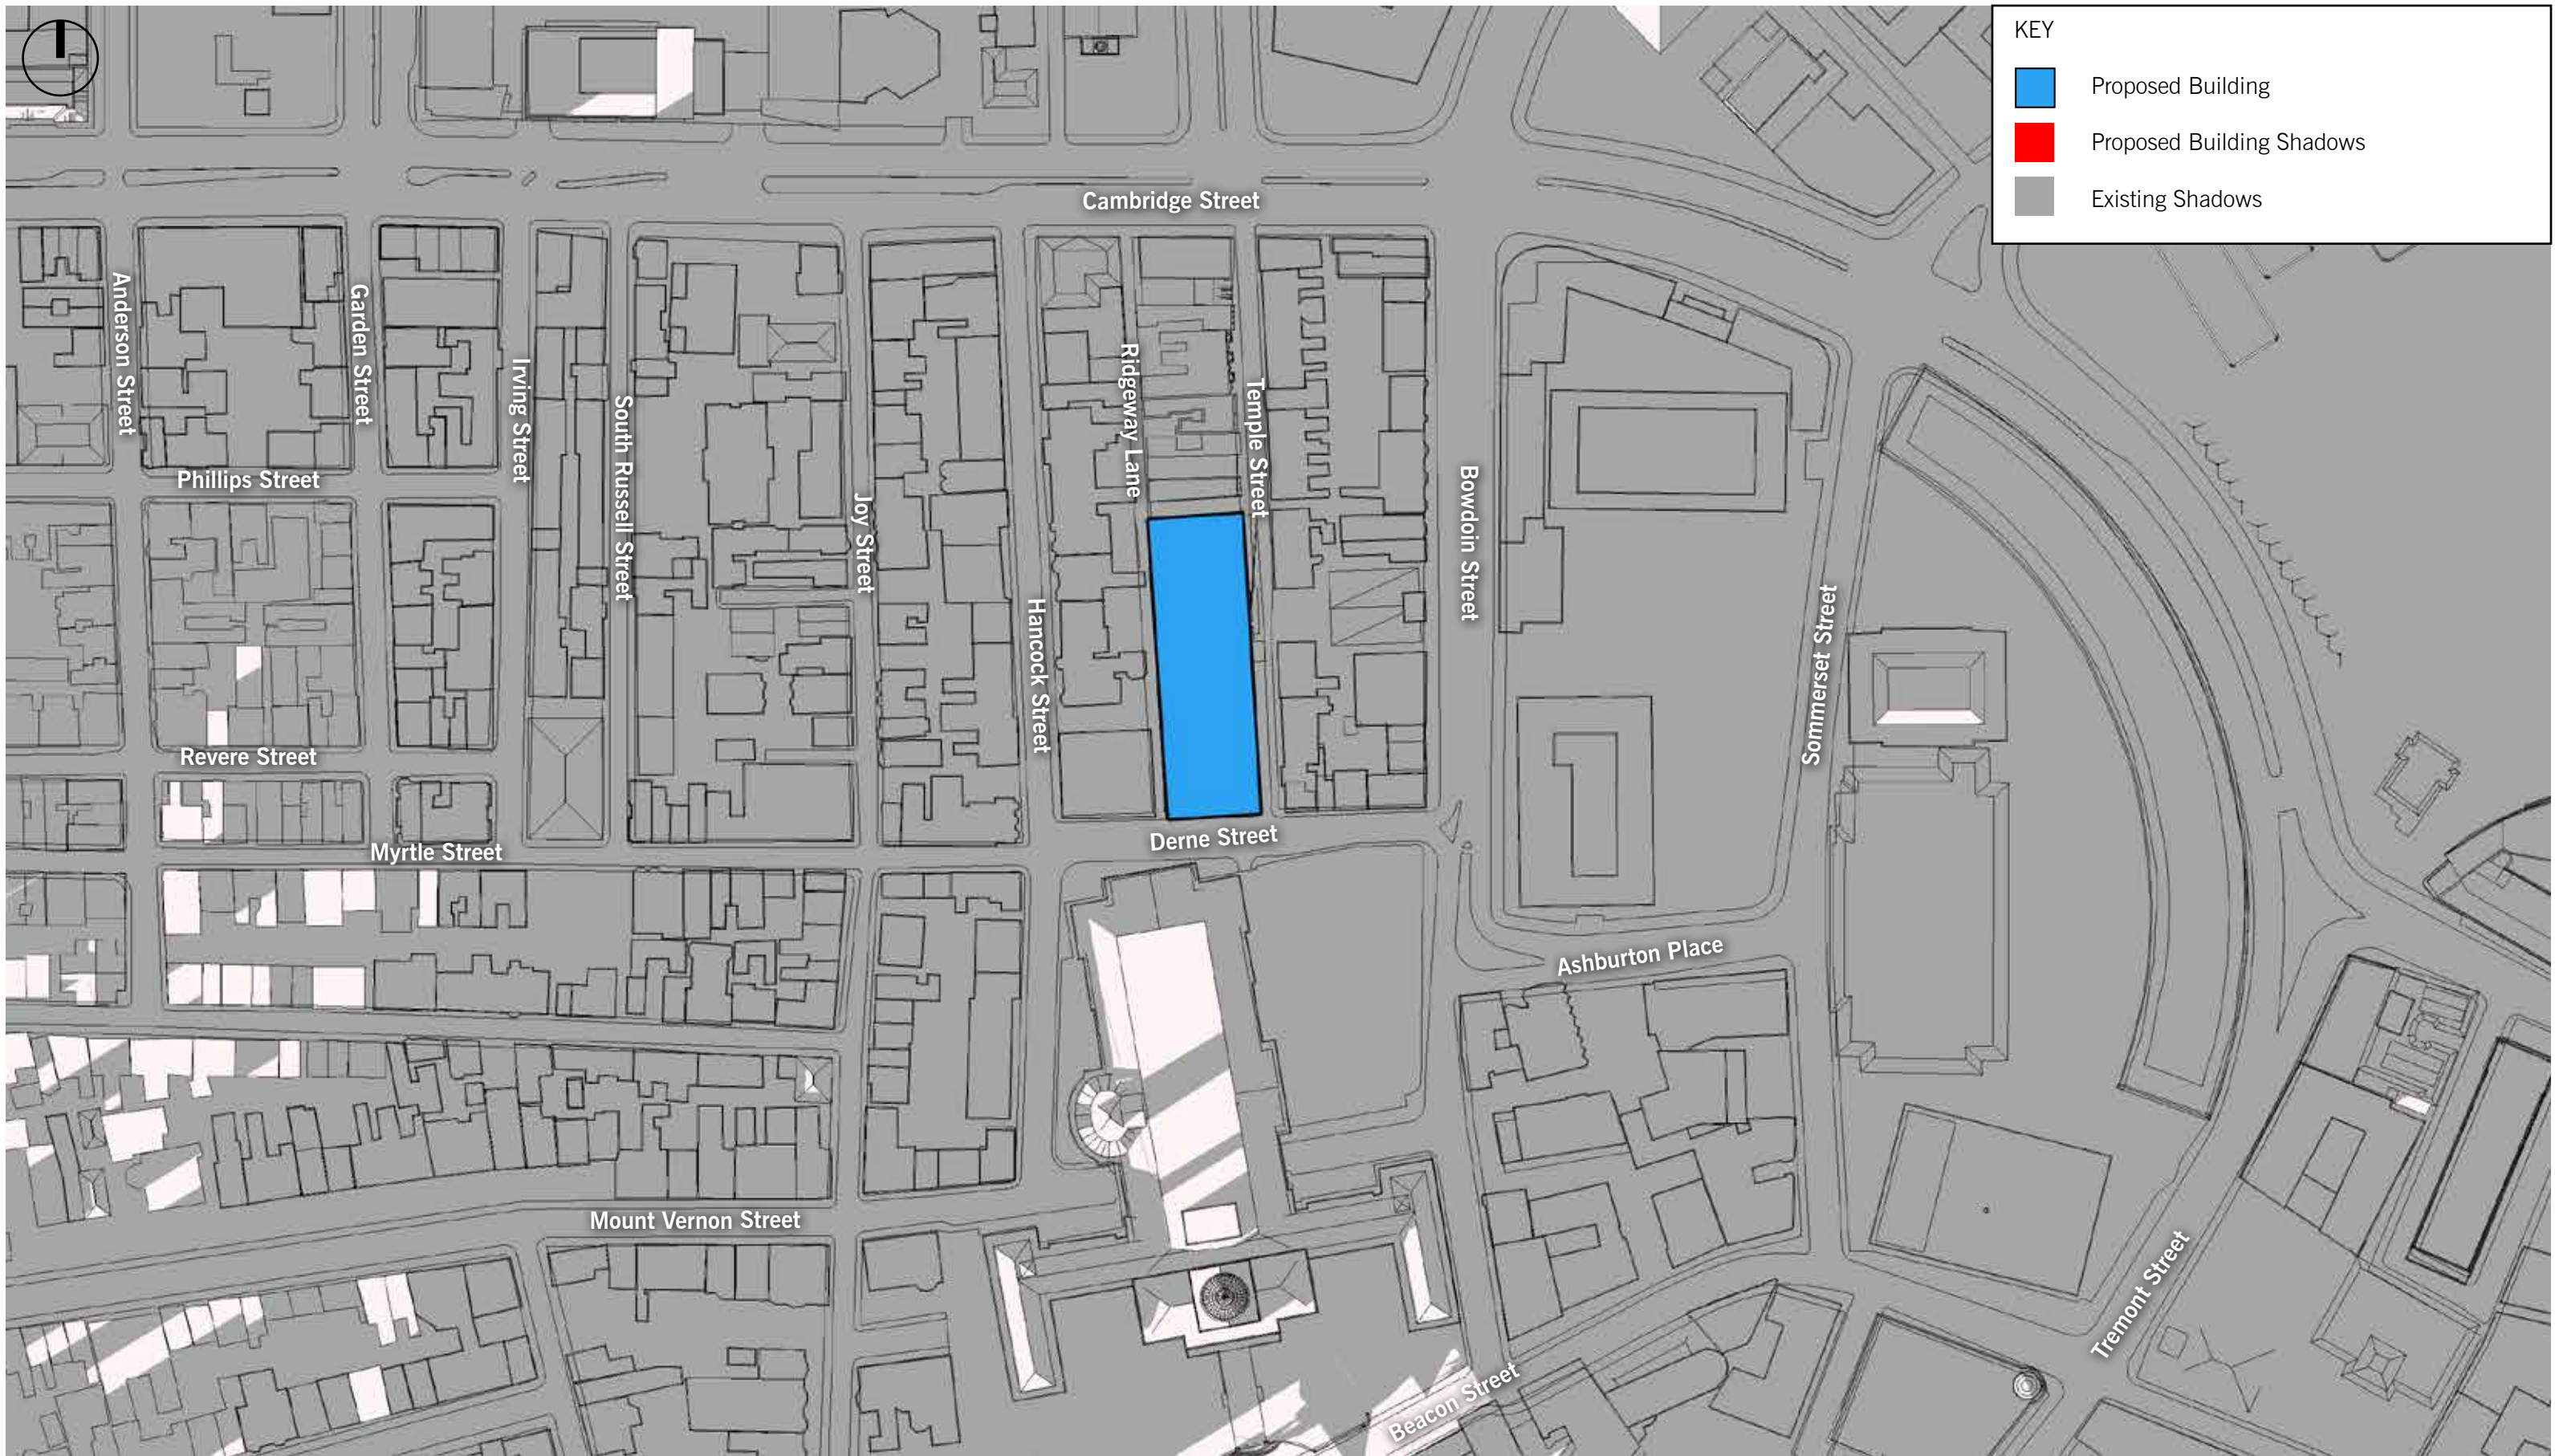 KEY
Proposed Building
Proposed Building Shadows
Existing Shadows
Cambridge Street
Anderson Street
Garden Street
Irving Street
South Russell Street
Joy Street
Hancock Street
Ridgeway Lane
Temple Street
Bowdoin Street
Sommerset Street
Phillips Street
Revere Street
Myrtle Street
Derne Street
Ashburton Place
Mount Vernon Street
Beacon Street
Tremont Street